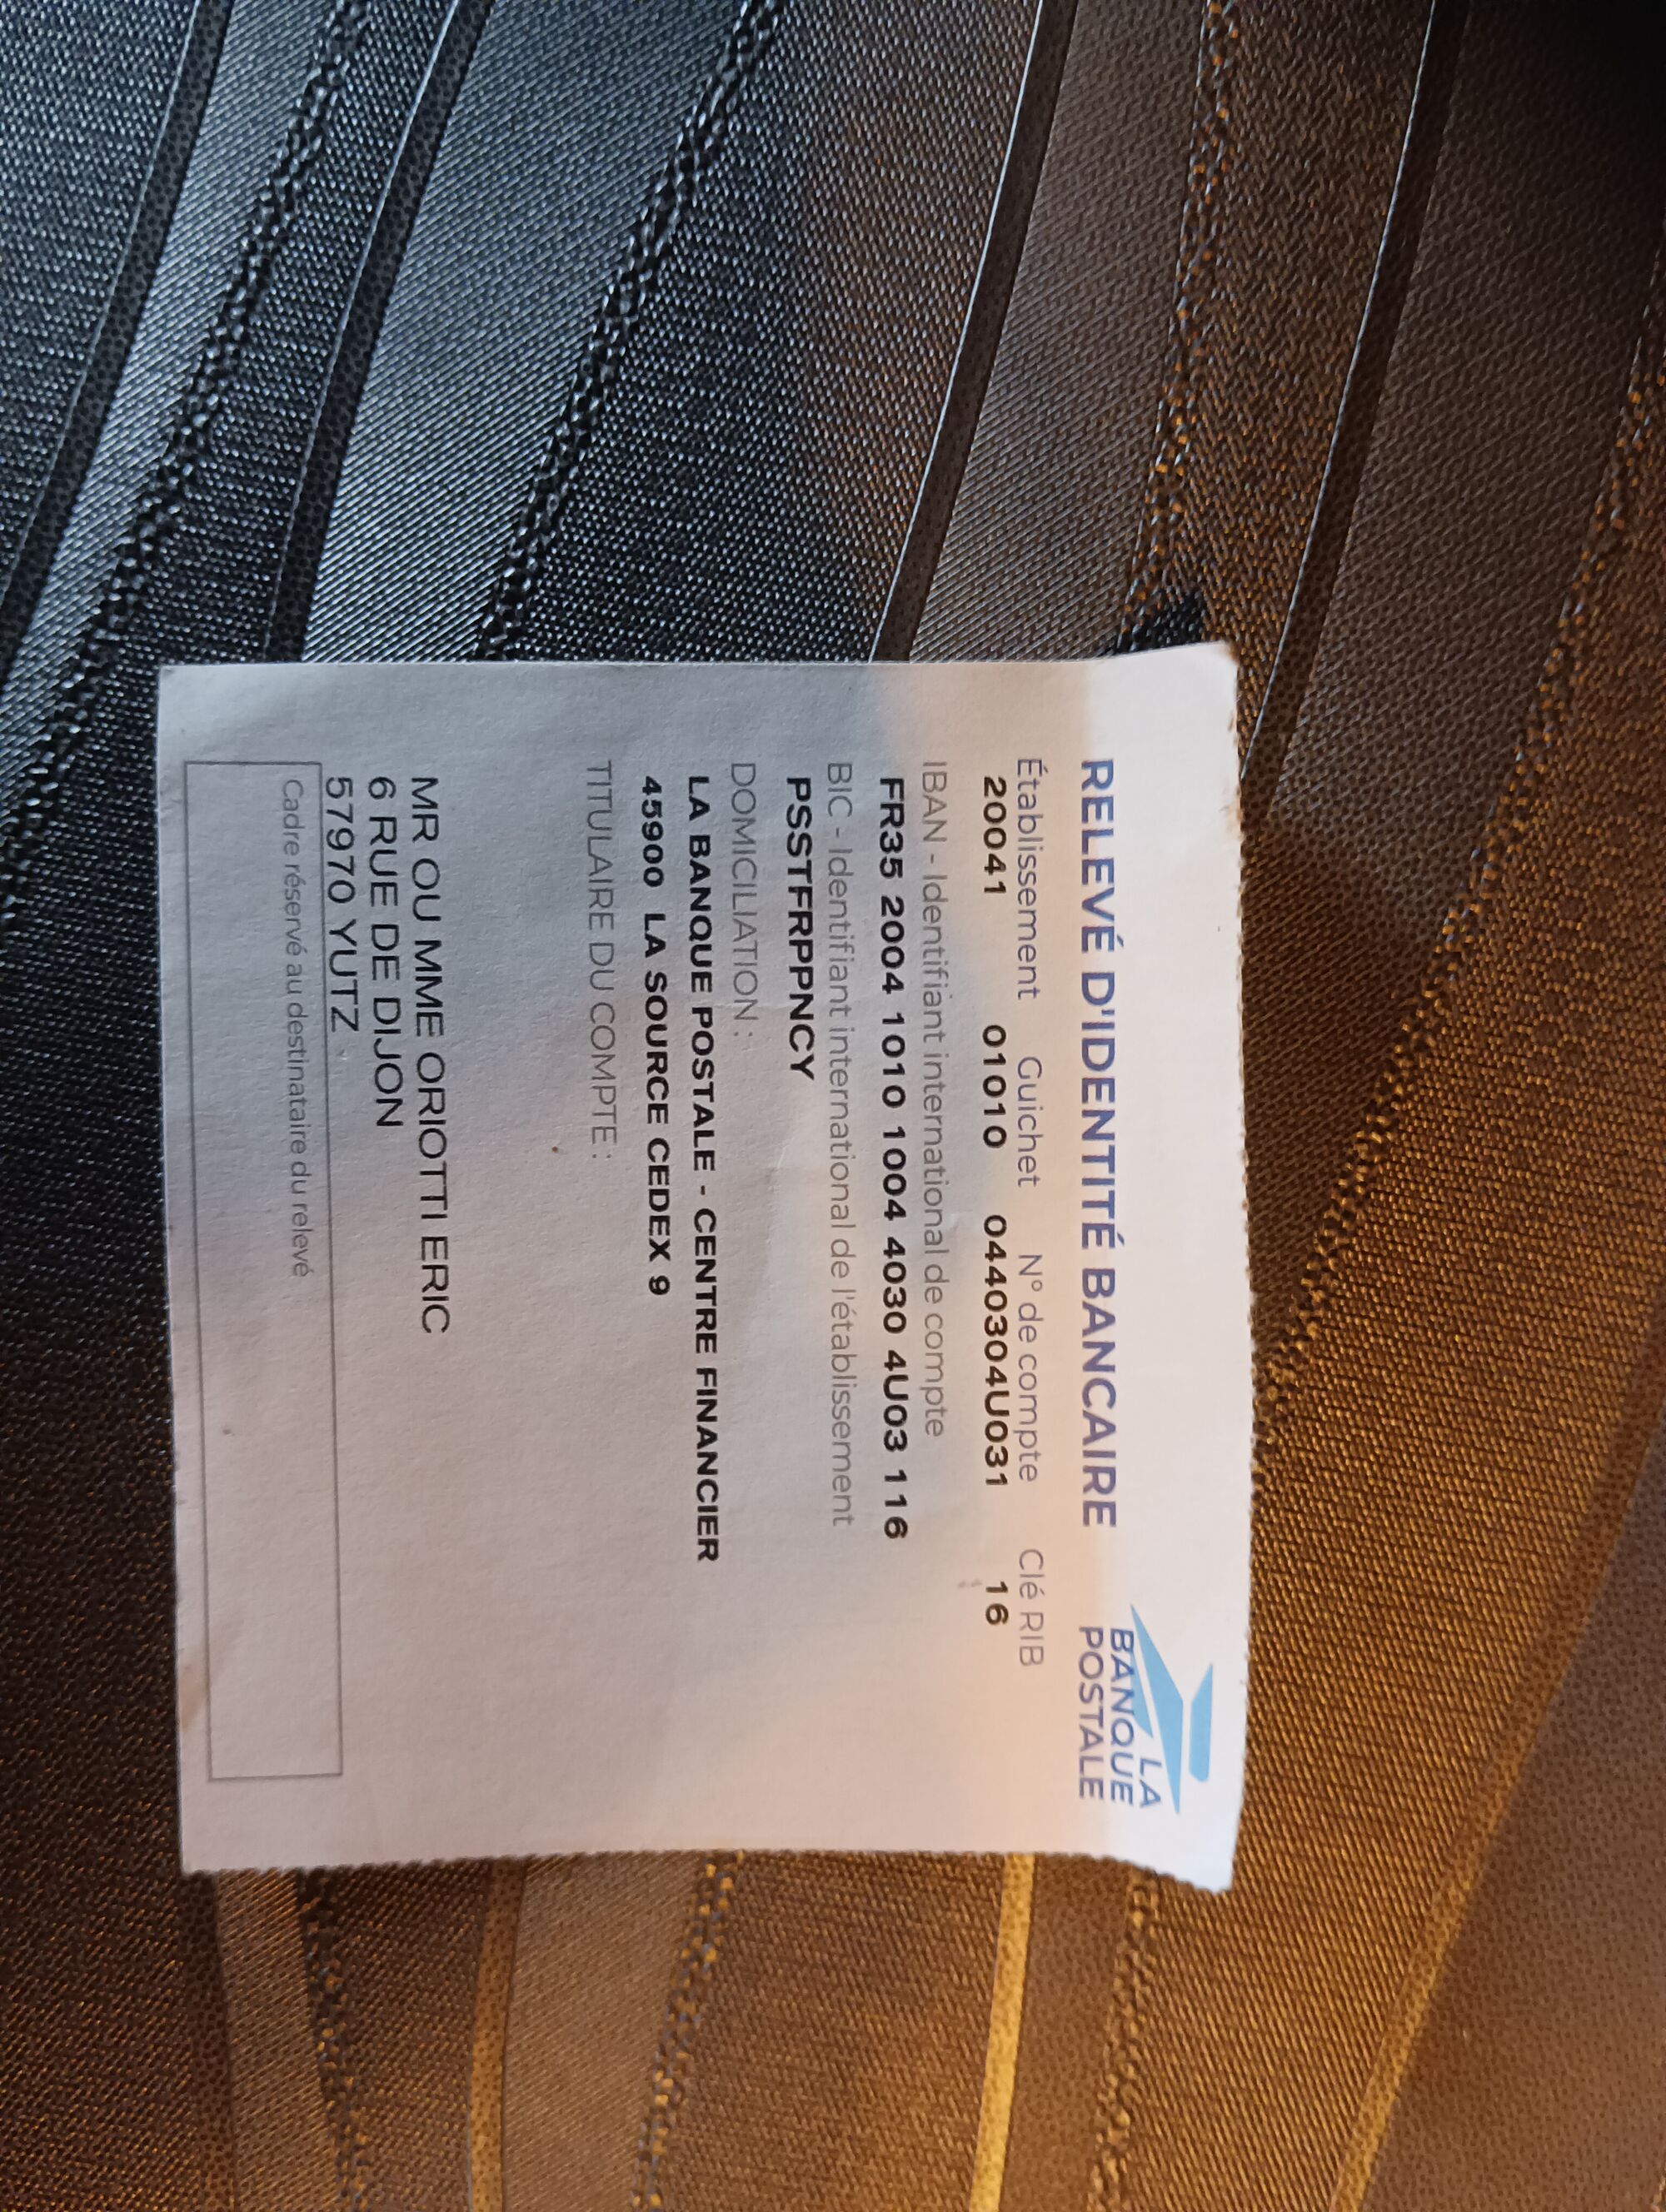 LA
BANQUE
POSTALE
RELEVÉ D'IDENTITÉ BANCAIRE
Établissement Guichet N° de compte Clé RIB
20041 01010 0440304U031 16
IBAN - Identifiant international de compte
FR35 2004 1010 1004 4030 4U03 116
BIC - Identifiant international de l'établissement
PSSTFRPPNCY
DOMICILIATION :
LA BANQUE POSTALE - CENTRE FINANCIER
45900 LA SOURCE CEDEX 9
TITULAIRE DU COMPTE :
MR OU MME ORIOTTI ERIC
6 RUE DE DIJON
57970 YUTZ
Cadre réservé au destinataire du relevé